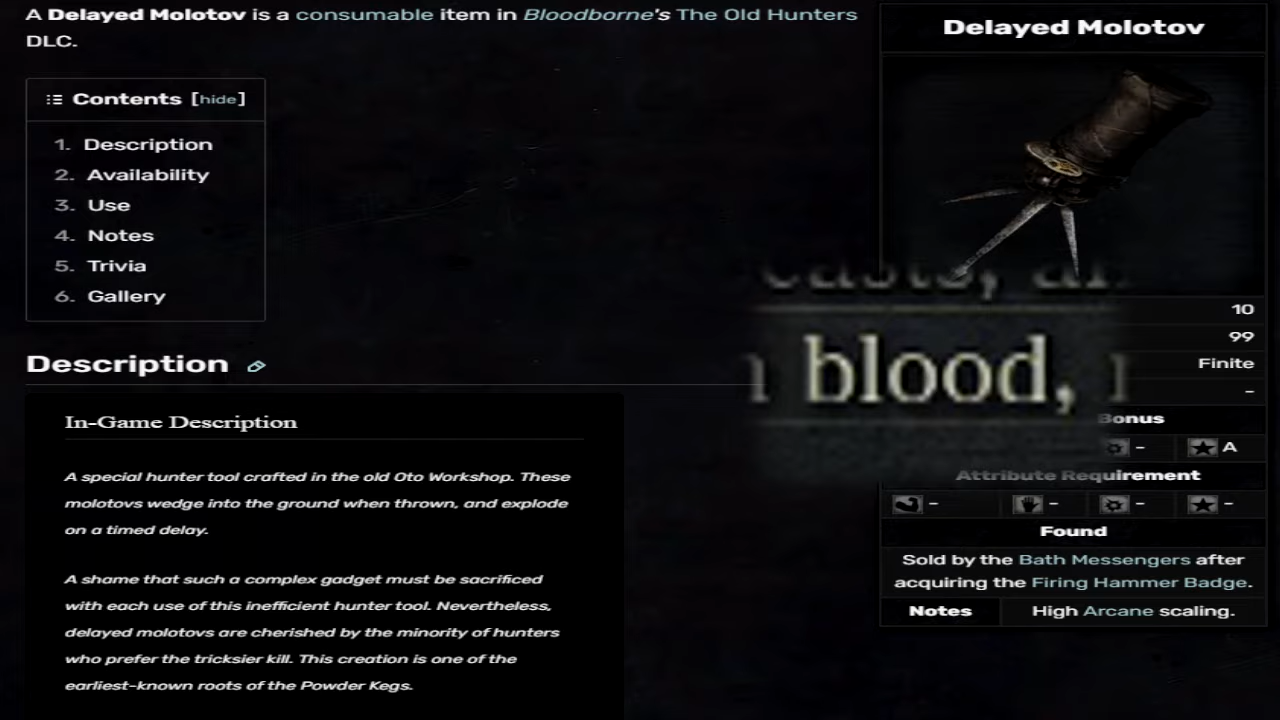 A Delayed Molotov is a consumable item in Bloodborne's The Old Hunters
DLC.
Contents [hide]
1. Description
2. Availability
3. Use
4. Notes
5. Trivia
6. Gallery
Description
In-Game Description
A special hunter tool crafted in the old Oto Workshop. These
molotovs wedge into the ground when thrown, and explode
on a timed delay.
A shame that such a complex gadget must be sacrificed
with each use of this inefficient hunter tool. Nevertheless,
delayed molotovs are cherished by the minority of hunters
who prefer the tricksier kill. This creation is one of the
earliest-known roots of the Powder Kegs.
blood,
Delayed Molotov
10
99
Finite
-
Bonus
- A
Attribute Requirement
- - - -
Found
Sold by the Bath Messengers after
acquiring the Firing Hammer Badge.
Notes High Arcane scaling.